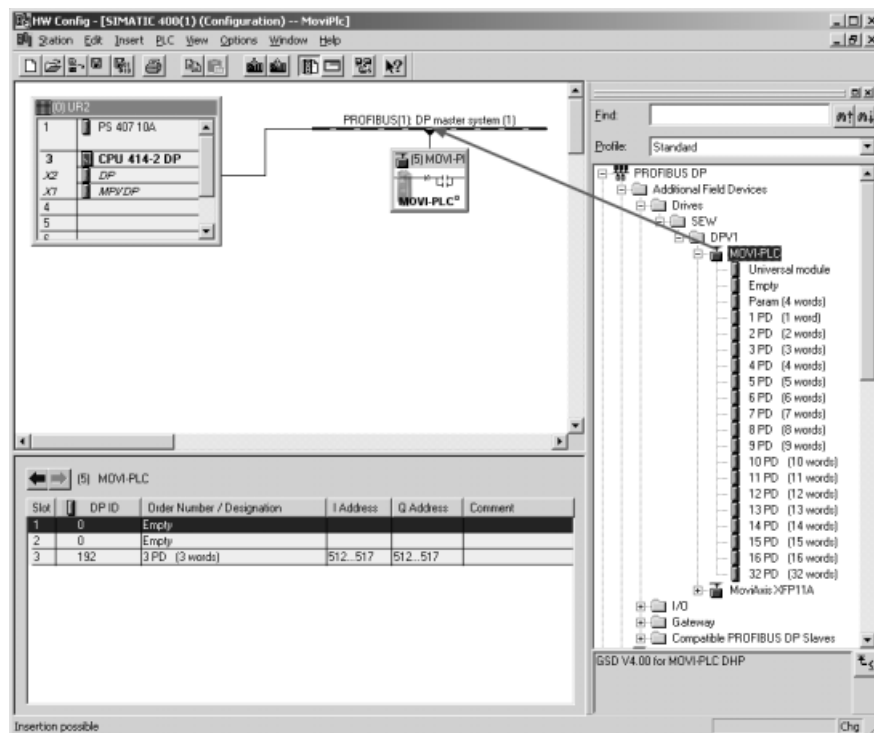 HW Config - [SIMATIC 400(1) (Configuration) -- MoviPlc]
Station Edit Insert PLC View Options Window Help
(0) UR2
1 PS 407 10A
3 CPU 414-2 DP
X2 DP
X1 MPI/DP
4
5
PROFIBUS(1): DP master system (1)
(5) MOVI-Pl
MOVI-PLC
Find:
Profile: Standard
PROFIBUS DP
Additional Field Devices
Drives
SEW
DPV1
MOVI-PLC
Universal module
Empty
Param (4 words)
1 PD (1 word)
2 PD (2 words)
3 PD (3 words)
4 PD (4 words)
5 PD (5 words)
6 PD (6 words)
7 PD (7 words)
8 PD (8 words)
9 PD (9 words)
10 PD (10 words)
11 PD (11 words)
12 PD (12 words)
13 PD (13 words)
14 PD (14 words)
15 PD (15 words)
16 PD (16 words)
32 PD (32 words)
MoviAxis XFP11A
I/O
Gateway
Compatible PROFIBUS DP Slaves
GSD V4.00 for MOVI-PLC DHP
(5) MOVI-PLC
Slot DP ID Order Number / Designation I Address Q Address Comment
1 0 Empty
2 0 Empty
3 192 3 PD (3 words) 512...517 512...517
Insertion possible
Chg